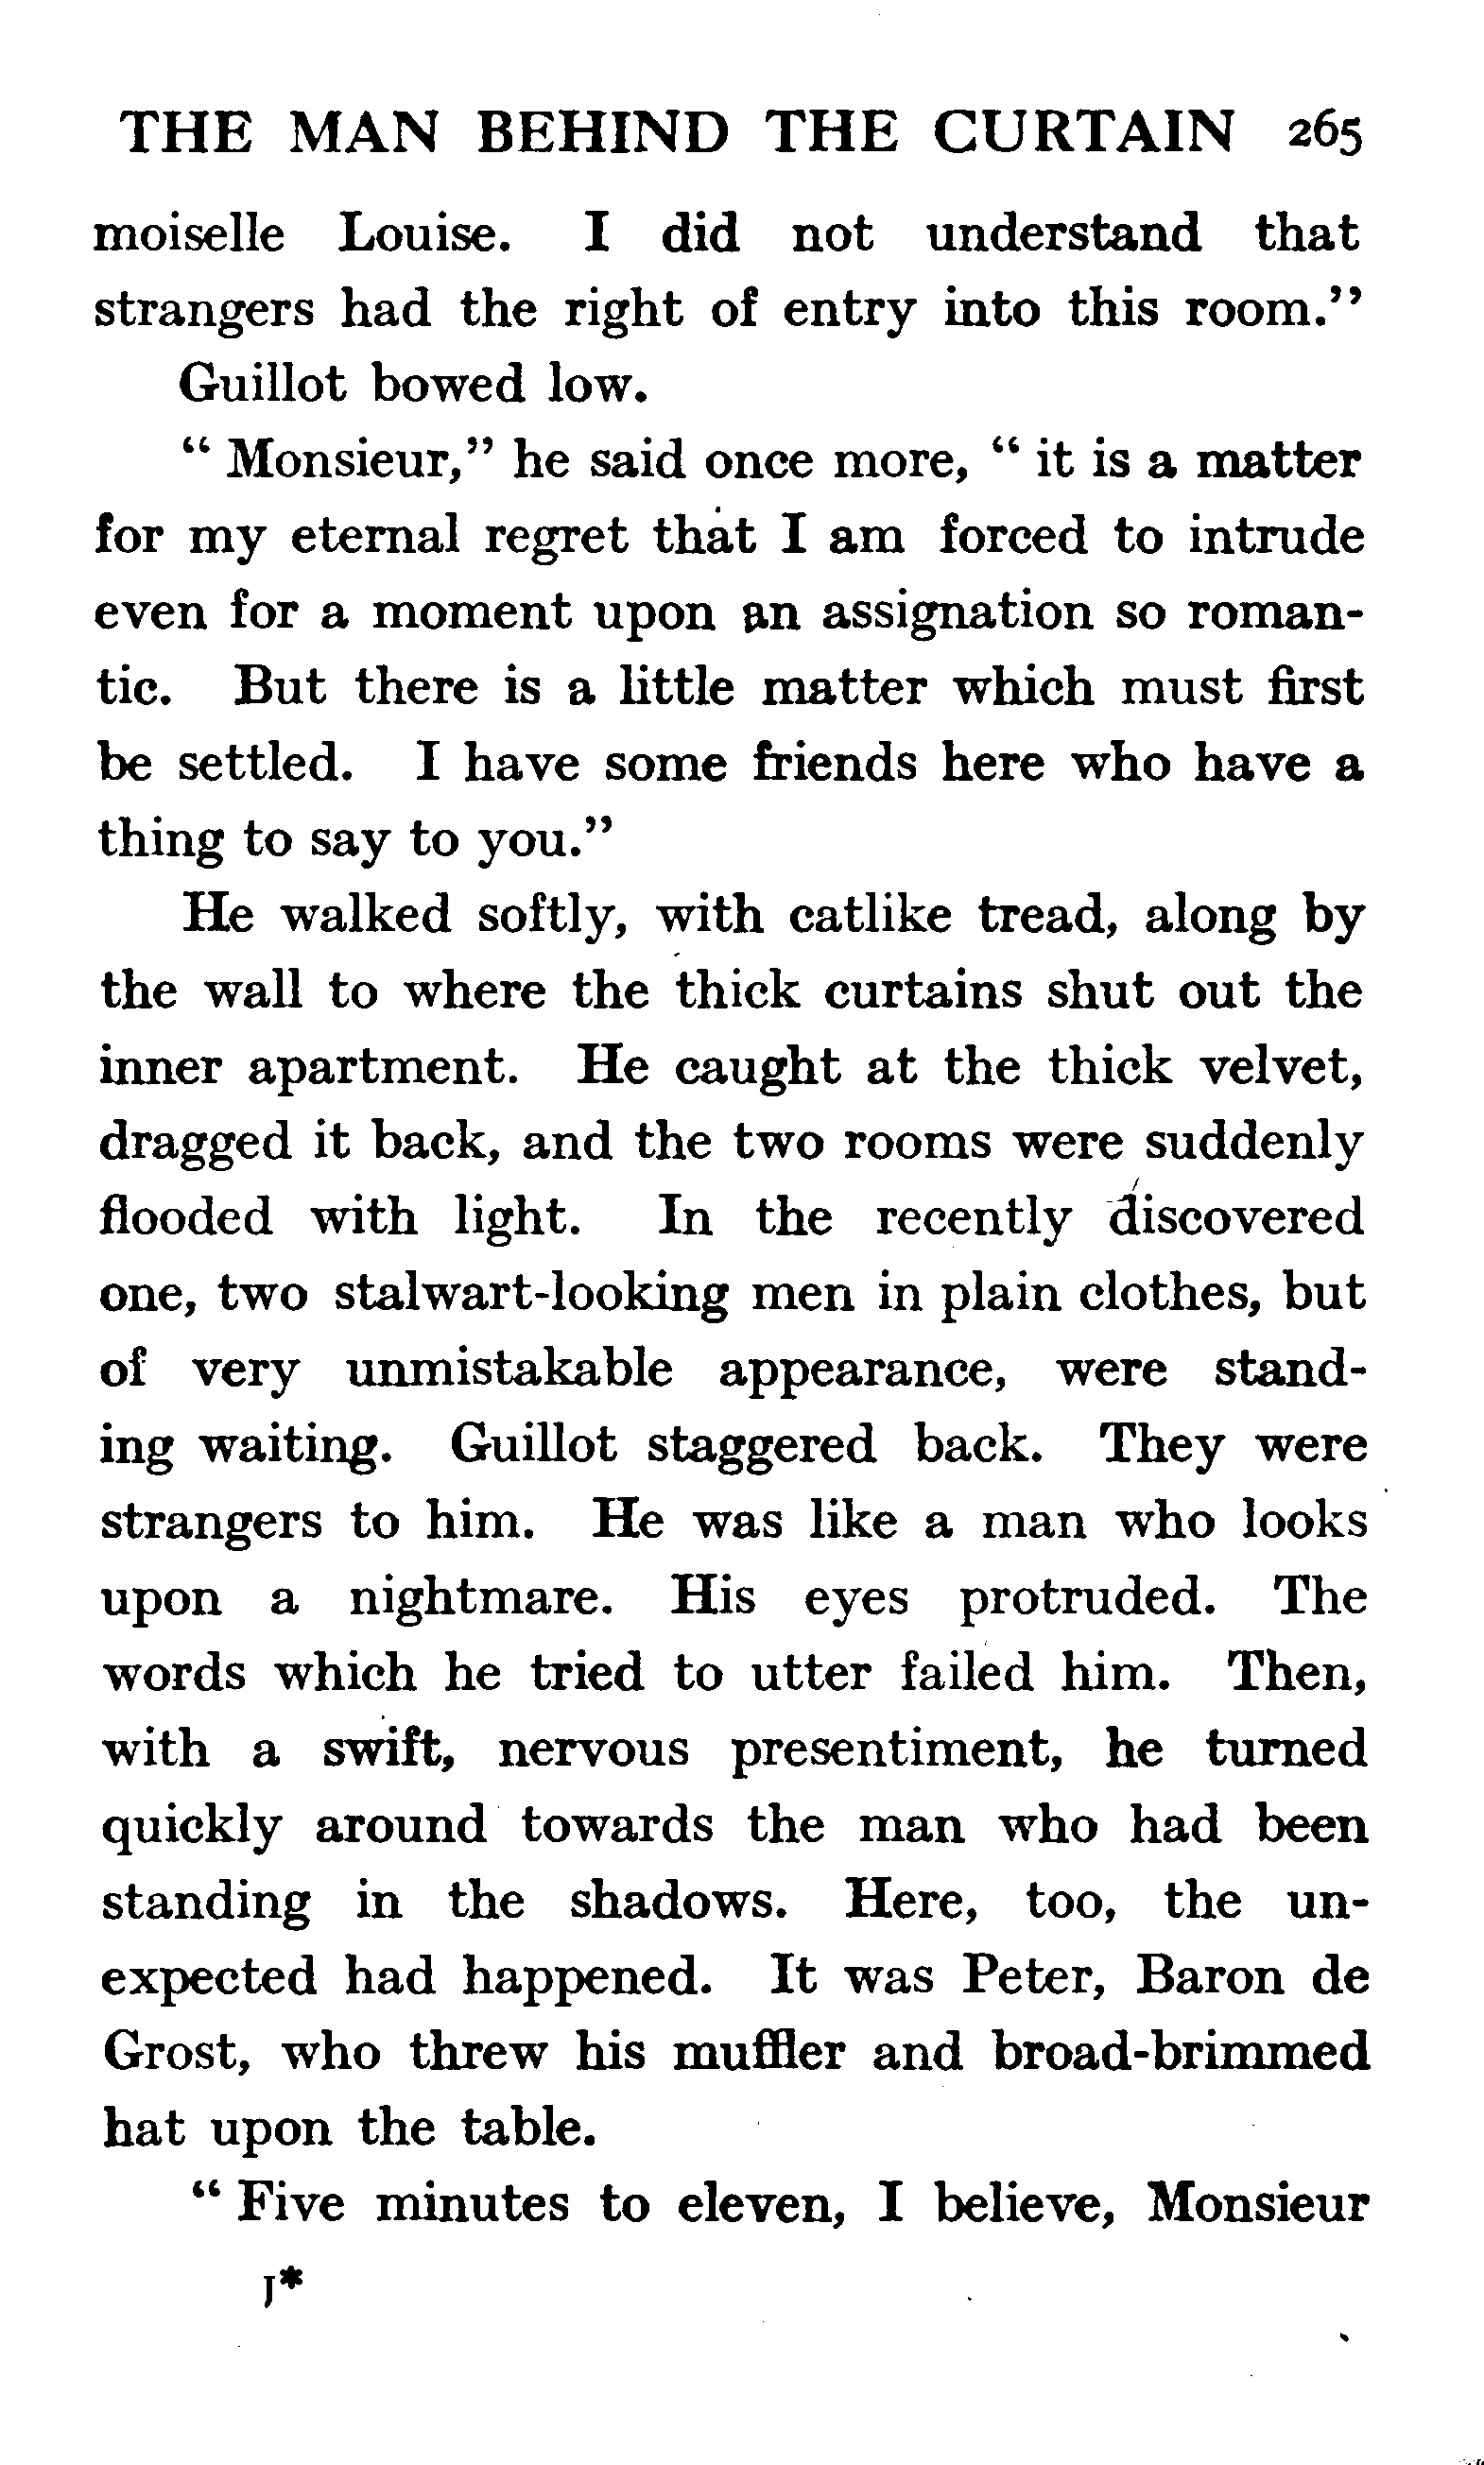 THE MAN BEHIND THE CURTAIN 265
moiselle Louise. I did not understand that
strangers had the right of entry into this room.”
Guillot bowed low.
“ Monsieur,” he said once more, “ it is a matter
for my eternal regret that I am forced to intrude
even for a moment upon an assignation so roman-
tic. But there is a little matter which must first
be settled. I have some friends here who have a
thing to say to you.”
He walked softly, with catlike tread, along by
the wall to where the thick curtains shut out the
inner apartment. He caught at the thick velvet,
dragged it back, and the two rooms were suddenly
flooded with light. In the recently discovered
one, two stalwart-looking men in plain clothes, but
of very unmistakable appearance, were stand-
ing waiting. Guillot staggered back. They were
strangers to him. He was like a man who looks
upon a nightmare. His eyes protruded. The
words which he tried to utter failed him. Then,
with a swift, nervous presentiment, he turned
quickly around towards the man who had been
standing in the shadows. Here, too, the un-
expected had happened. It was Peter, Baron de
Grost, who threw his muffler and broad-brimmed
hat upon the table.
“ Five minutes to eleven, I believe, Monsieur
J*